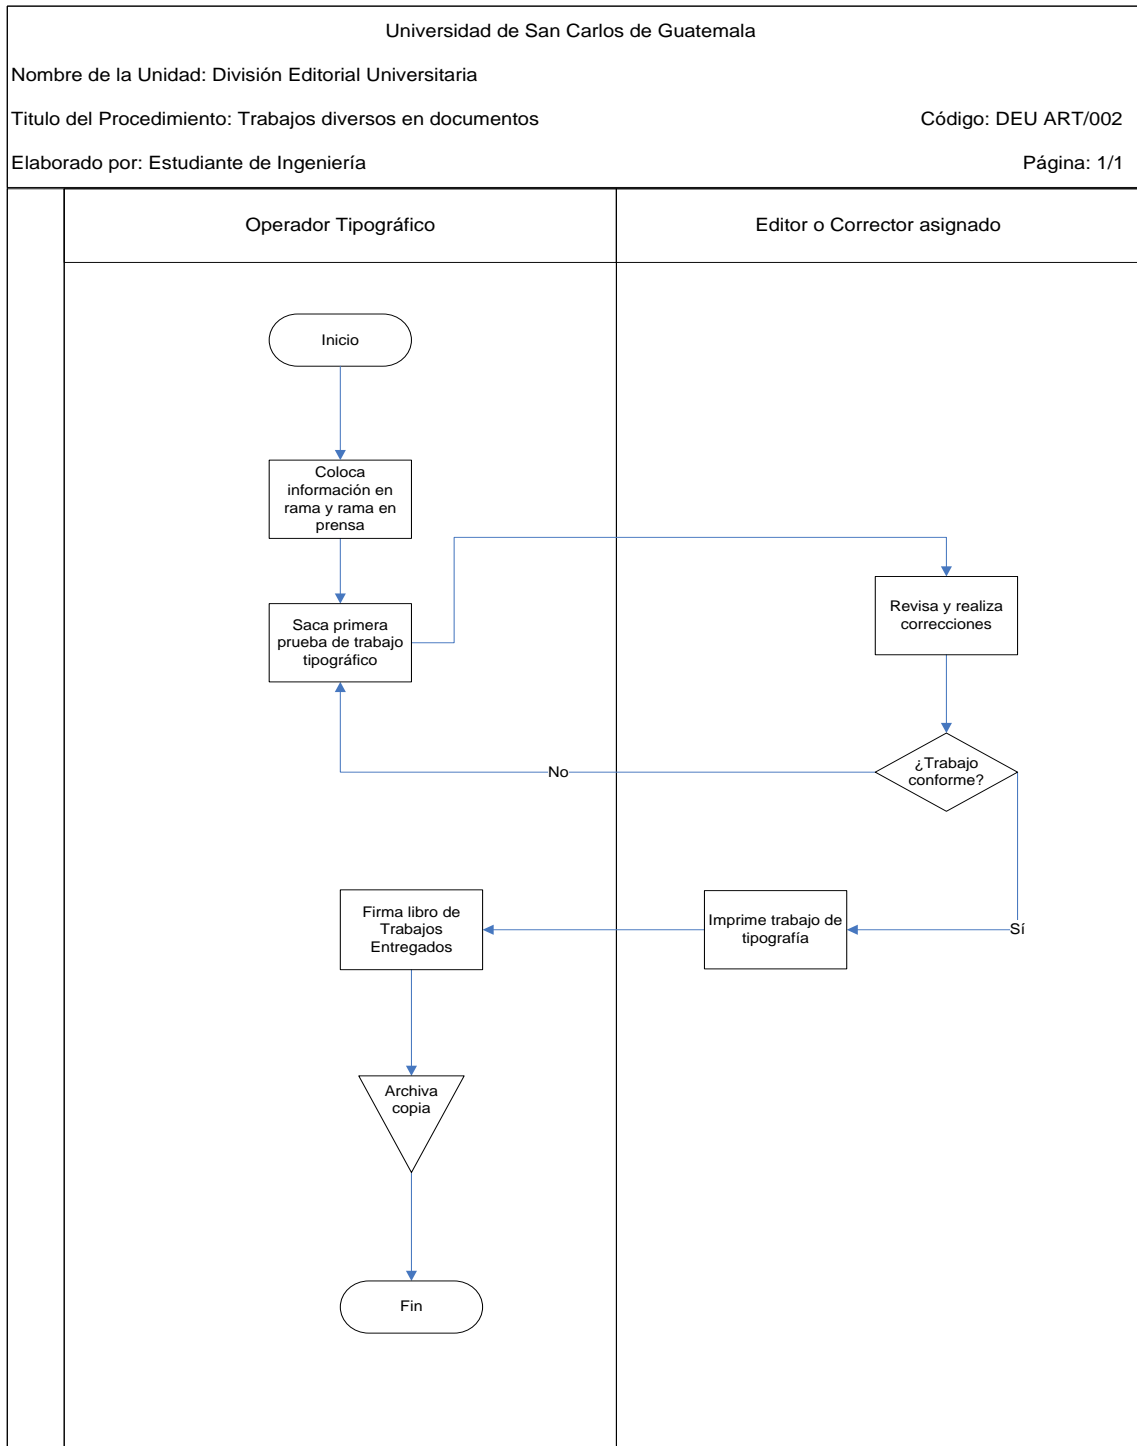 Universidad de San Carlos de Guatemala
Nombre de la Unidad: División Editorial Universitaria
Titulo del Procedimiento: Trabajos diversos en documentos
Código: DEU ART/002
Elaborado por: Estudiante de Ingeniería
Página: 1/1
Operador Tipográfico
Editor o Corrector asignado
Inicio
Coloca
información en
rama y rama en
prensa
Saca primera
prueba de trabajo
tipográfico
Revisa y realiza
correcciones
¿Trabajo
conforme?
No
Sí
Imprime trabajo de
tipografía
Firma libro de
Trabajos
Entregados
Archiva
copia
Fin